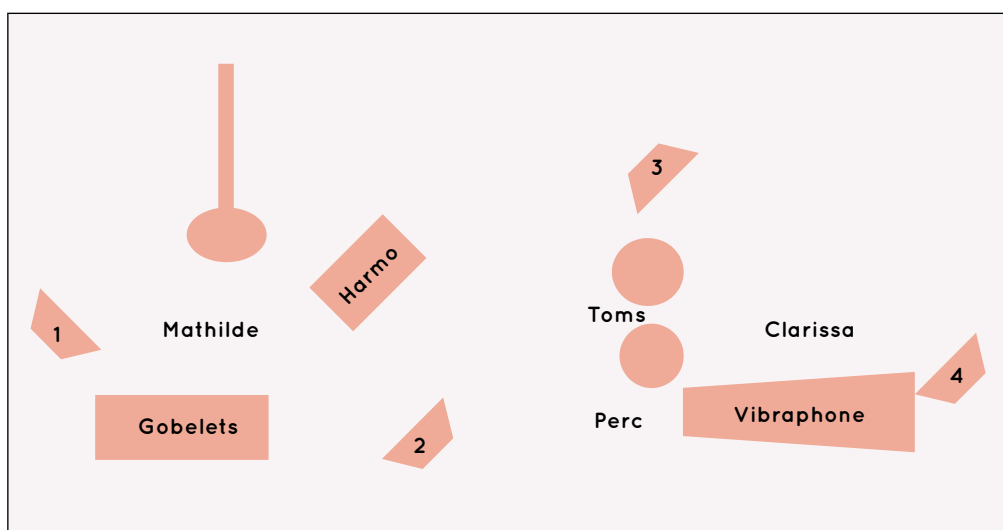 3
Harmo
Toms
1
Mathilde
Clarissa
4
Gobelets
Perc
Vibraphone
2